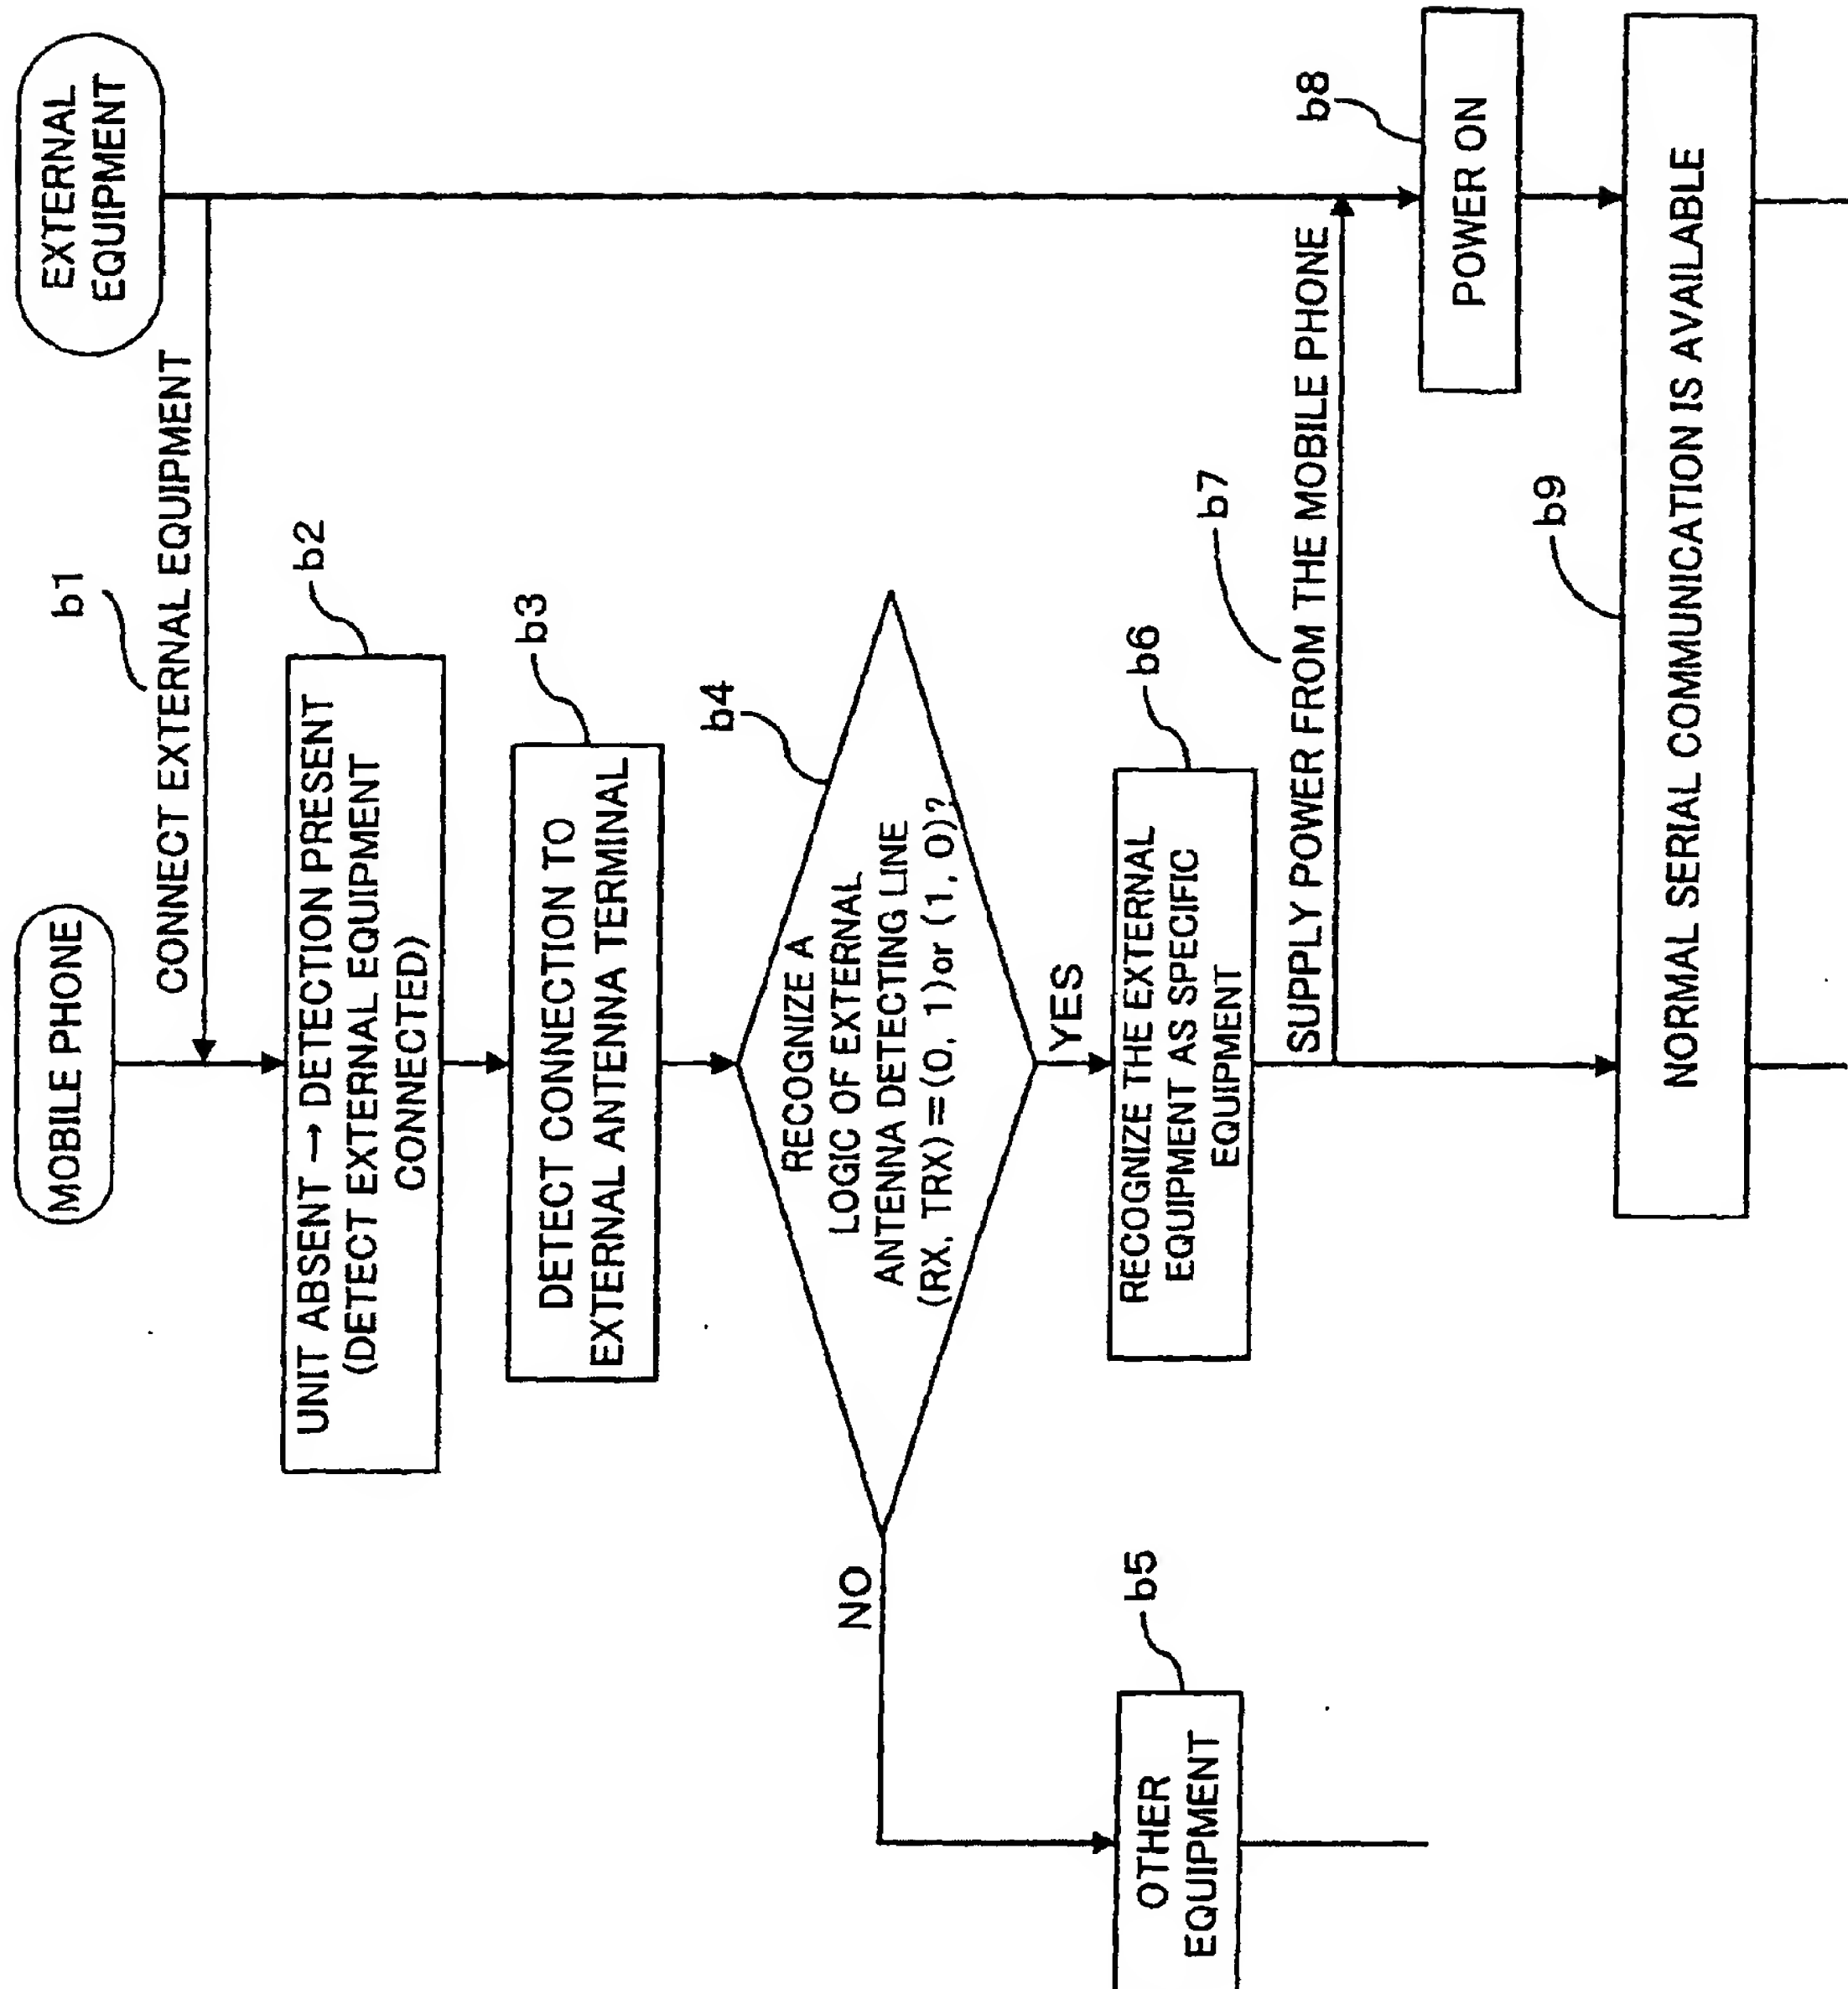 MOBILE PHONE
EXTERNAL
EQUIPMENT
b1
CONNECT EXTERNAL EQUIPMENT
b2
UNIT ABSENT → DETECTION PRESENT
(DETECT EXTERNAL EQUIPMENT
CONNECTED)
b3
DETECT CONNECTION TO
EXTERNAL ANTENNA TERMINAL
b4
RECOGNIZE A
LOGIC OF EXTERNAL
ANTENNA DETECTING LINE
(RX, TRX) = (0, 1) or (1, 0)?
NO
YES
b5
OTHER
EQUIPMENT
b6
RECOGNIZE THE EXTERNAL
EQUIPMENT AS SPECIFIC
EQUIPMENT
b7
SUPPLY POWER FROM THE MOBILE PHONE
b8
POWER ON
b9
NORMAL SERIAL COMMUNICATION IS AVAILABLE